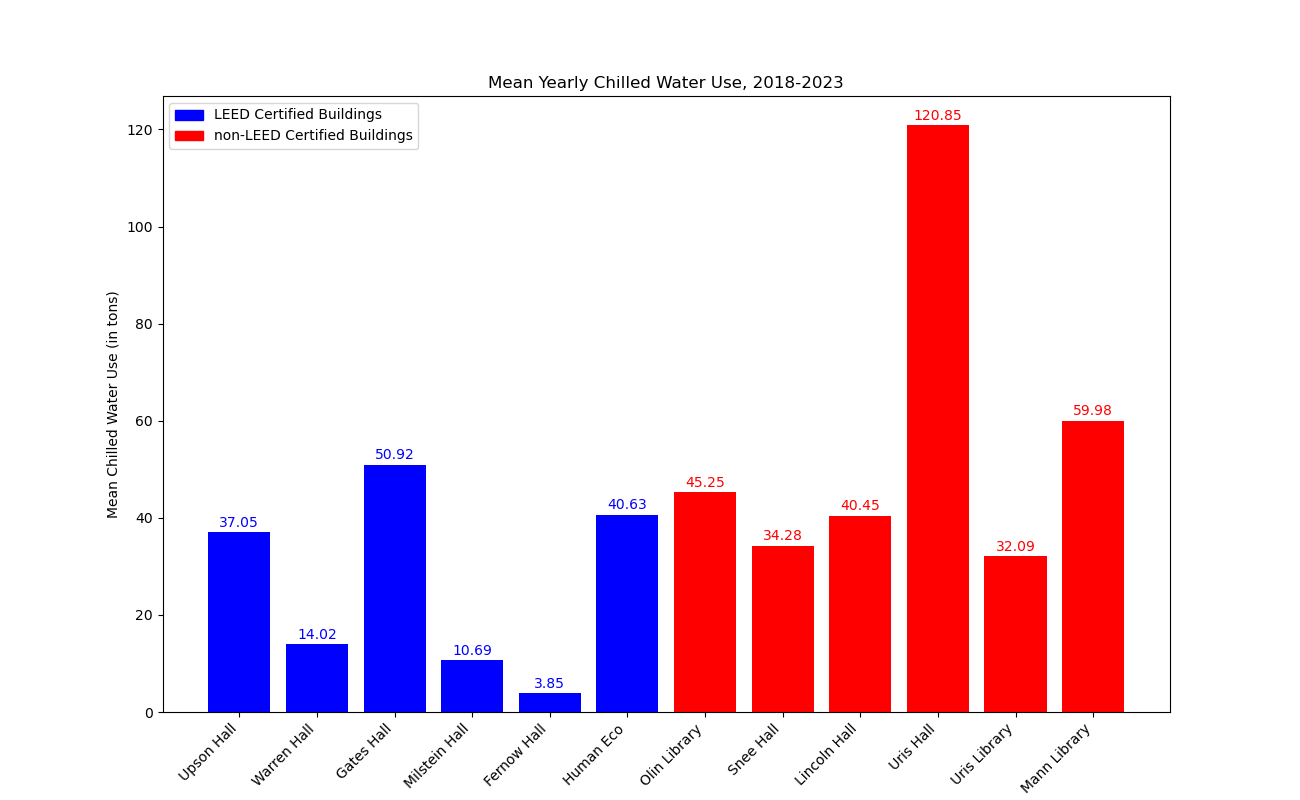 Mean Yearly Chilled Water Use, 2018-2023
LEED Certified Buildings
non-LEED Certified Buildings
Mean Chilled Water Use (in tons)
120
100
80
60
40
20
0
37.05
14.02
50.92
10.69
3.85
40.63
45.25
34.28
40.45
120.85
32.09
59.98
Upson Hall
Warren Hall
Gates Hall
Milstein Hall
Fernow Hall
Human Eco
Olin Library
Snee Hall
Lincoln Hall
Uris Hall
Uris Library
Mann Library